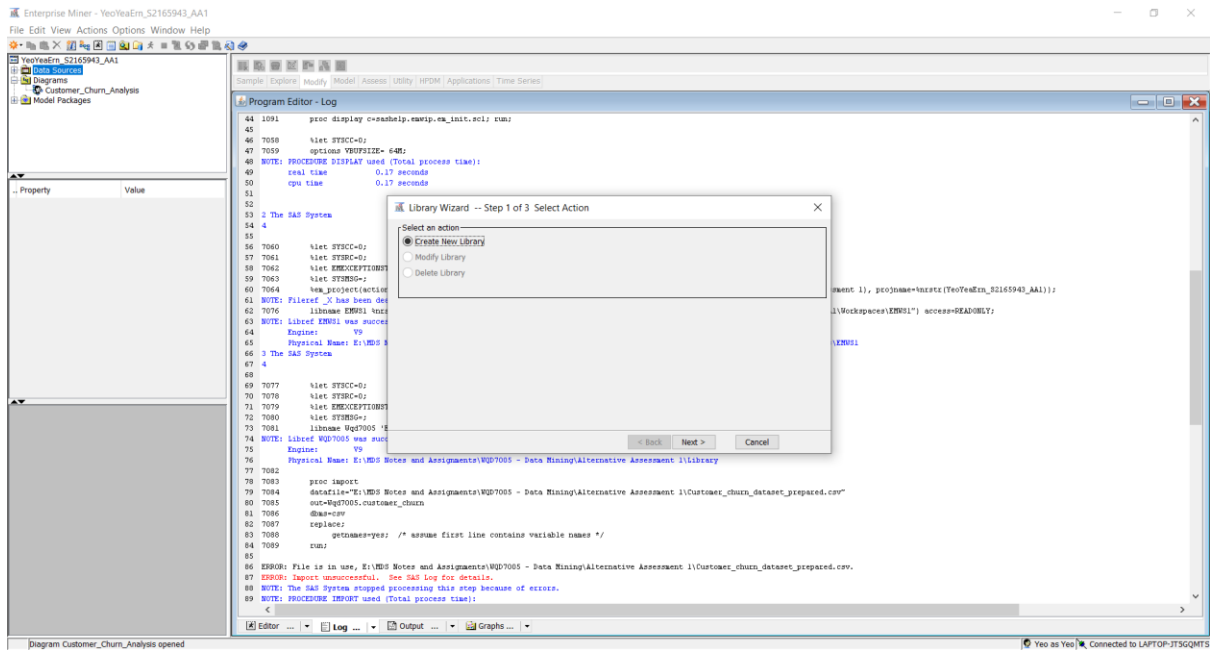 Enterprise Miner - YeoYeaErn_S2165943_AA1
File Edit View Actions Options Window Help
YeoYeaErn_S2165943_AA1
Data Sources
Diagrams
Customer_Churn_Analysis
Model Packages
.. Property Value
Sample Explore Modify Model Assess Utility HPDM Applications Time Series
Program Editor - Log
44 1091 proc display c=sashelp.emwip.em_init.scl; run;
45
46 7058 %let SYSCC=0;
47 7059 options VBUFSIZE= 64M;
48 NOTE: PROCEDURE DISPLAY used (Total process time):
49 real time 0.17 seconds
50 cpu time 0.17 seconds
51
52
53 2 The SAS System
54 4
55
56 7060 %let SYSCC=0;
57 7061 %let SYSRC=0;
58 7062 %let EMEXCEPTIONST
59 7063 %let SYSMSG=;
60 7064 %em_project(action sment 1), projname=%nrstr(YeoYeaErn_S2165943_AA1));
61 NOTE: Fileref _X has been des
62 7076 libname EMWS1 %nrs 1\Workspaces\EMWS1") access=READONLY;
63 NOTE: Libref EMWS1 was succes
64 Engine: V9
65 Physical Name: E:\MDS N \EMWS1
66 3 The SAS System
67 4
68
69 7077 %let SYSCC=0;
70 7078 %let SYSRC=0;
71 7079 %let EMEXCEPTIONST
72 7080 %let SYSMSG=;
73 7081 libname Wqd7005 'E
74 NOTE: Libref WQD7005 was succ
75 Engine: V9
76 Physical Name: E:\MDS Notes and Assignments\WQD7005 - Data Mining\Alternative Assessment 1\Library
77 7082
78 7083 proc import
79 7084 datafile="E:\MDS Notes and Assignments\WQD7005 - Data Mining\Alternative Assessment 1\Customer_churn_dataset_prepared.csv"
80 7085 out=Wqd7005.customer_churn
81 7086 dbms=csv
82 7087 replace;
83 7088 getnames=yes; /* assume first line contains variable names */
84 7089 run;
85
86 ERROR: File is in use, E:\MDS Notes and Assignments\WQD7005 - Data Mining\Alternative Assessment 1\Customer_churn_dataset_prepared.csv.
87 ERROR: Import unsuccessful. See SAS Log for details.
88 NOTE: The SAS System stopped processing this step because of errors.
89 NOTE: PROCEDURE IMPORT used (Total process time):
Library Wizard -- Step 1 of 3 Select Action
Select an action
Create New Library
Modify Library
Delete Library
< Back Next > Cancel
Editor ... Log ... Output ... Graphs ...
Diagram Customer_Churn_Analysis opened
Yeo as Yeo Connected to LAPTOP-JT5GQMTS